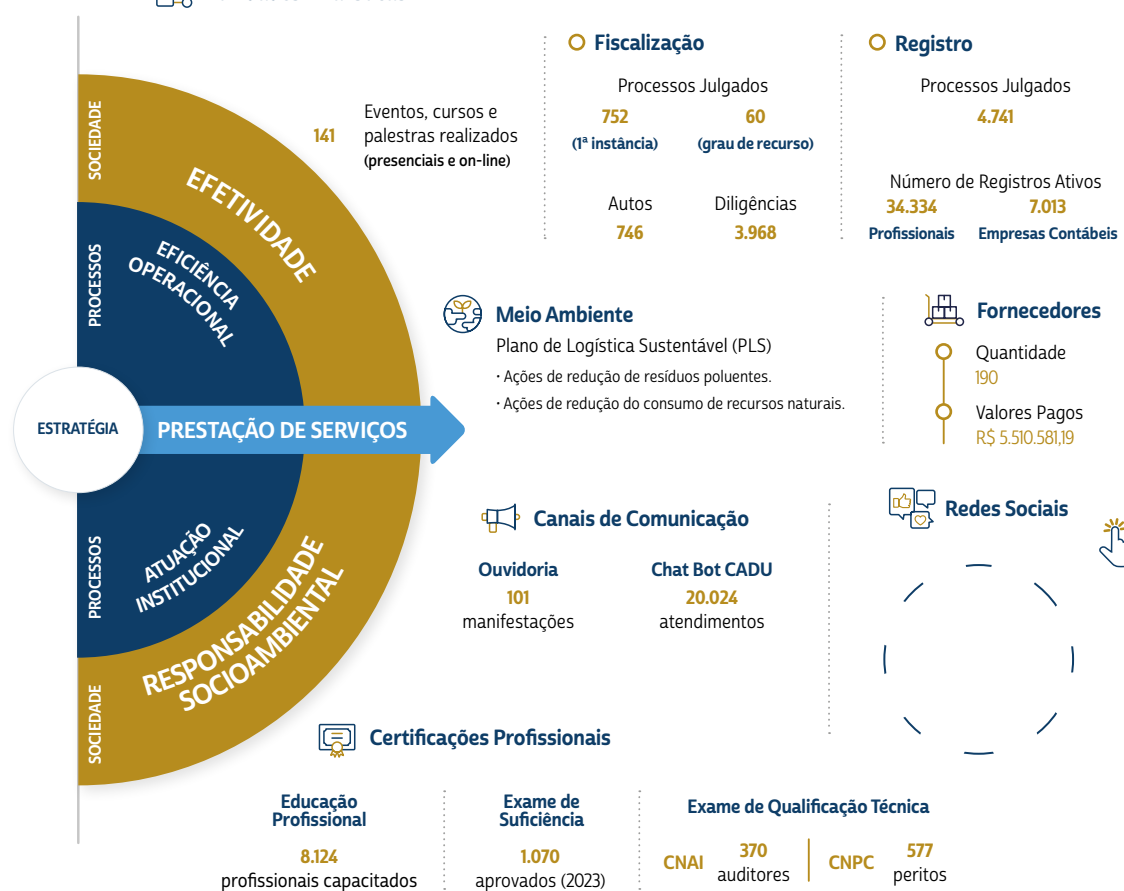 Fiscalização
Processos Julgados
752
60
(1ª instância)
(grau de recurso)
Autos
Diligências
746
3.968
Registro
Processos Julgados
4.741
Número de Registros Ativos
34.334
7.013
Profissionais
Empresas Contábeis
141
Eventos, cursos e
palestras realizados
(presenciais e on-line)
SOCIEDADE
EFETIVIDADE
PROCESSOS
EFICIÊNCIA
OPERACIONAL
ESTRATÉGIA
PRESTAÇÃO DE SERVIÇOS
PROCESSOS
ATUAÇÃO
INSTITUCIONAL
SOCIEDADE
RESPONSABILIDADE
SOCIOAMBIENTAL
Meio Ambiente
Plano de Logística Sustentável (PLS)
• Ações de redução de resíduos poluentes.
• Ações de redução do consumo de recursos naturais.
Fornecedores
Quantidade
190
Valores Pagos
R$ 5.510.581,19
Canais de Comunicação
Ouvidoria
101
manifestações
Chat Bot CADU
20.024
atendimentos
Redes Sociais
Certificações Profissionais
Educação
Profissional
8.124
profissionais capacitados
Exame de
Suficiência
1.070
aprovados (2023)
Exame de Qualificação Técnica
CNAI
370
auditores
CNPC
577
peritos